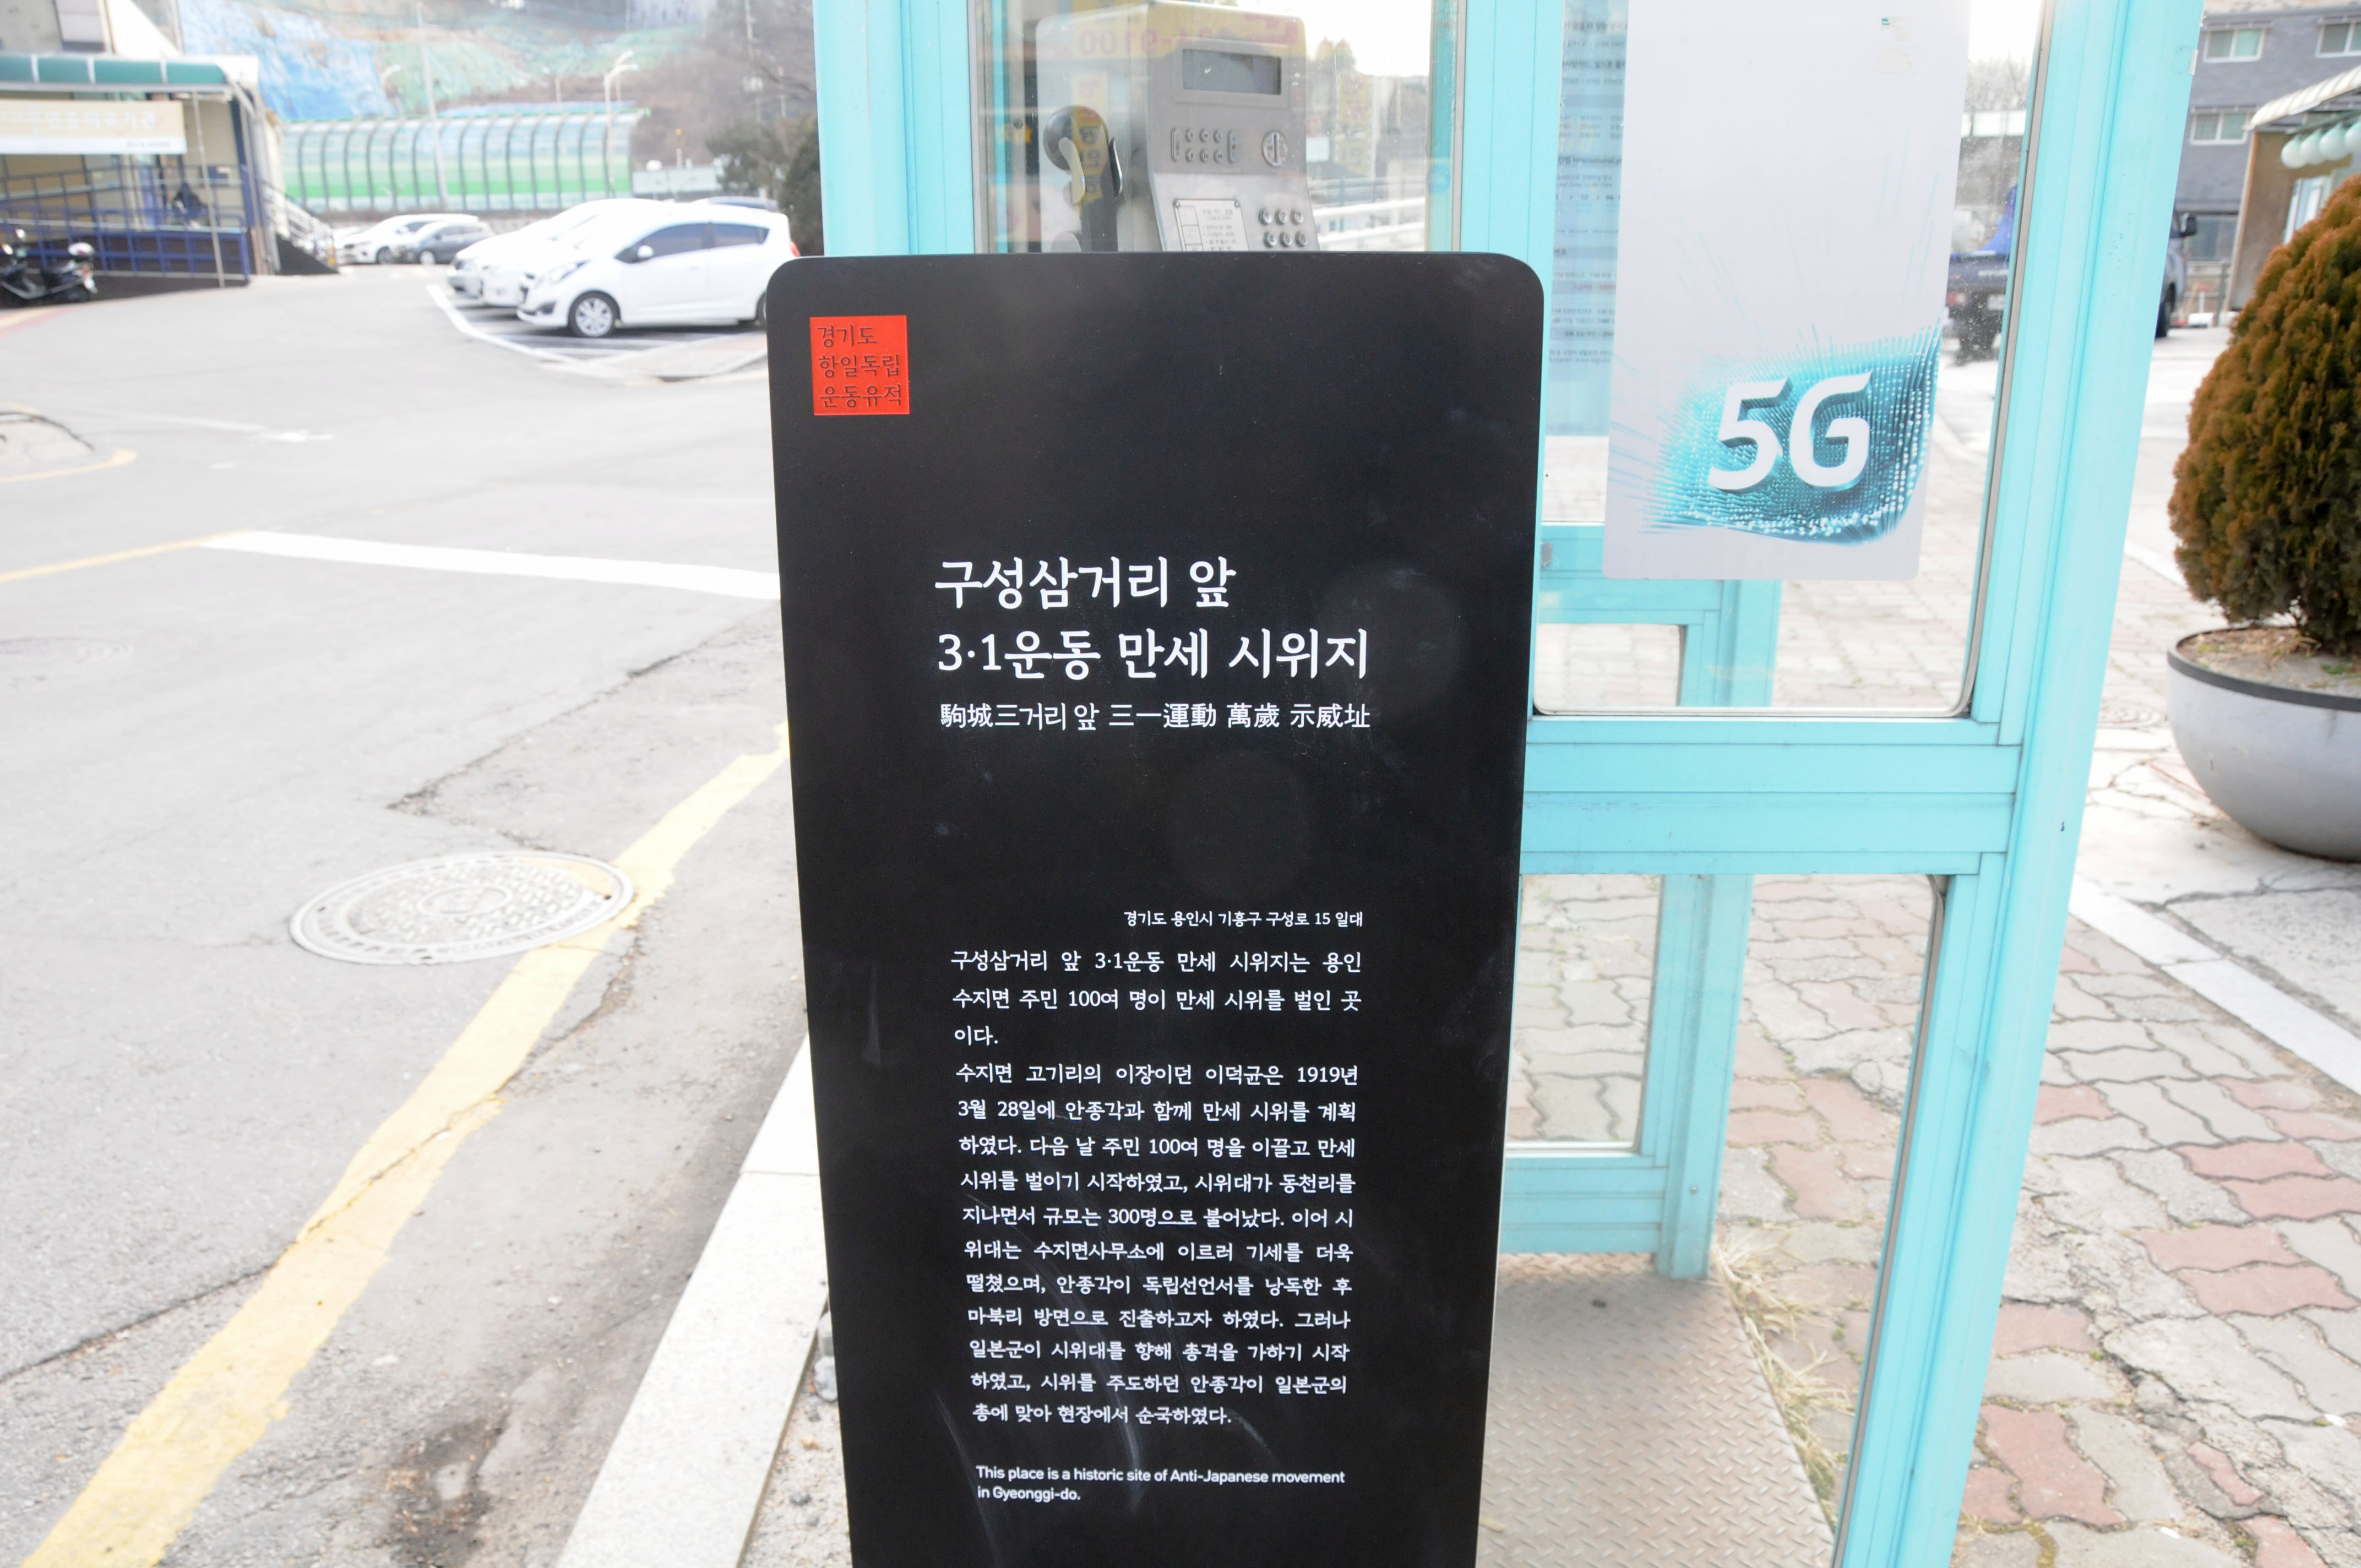 경기도
항일독립
운동유적
구성삼거리 앞
3·1운동 만세 시위지
駒城三거리 앞 三一運動 萬歲 示威址
경기도 용인시 기흥구 구성로 15 일대
구성삼거리 앞 3·1운동 만세 시위지는 용인
수지면 주민 100여 명이 만세 시위를 벌인 곳
이다.
수지면 고기리의 이장이던 이덕균은 1919년
3월 28일에 안종각과 함께 만세 시위를 계획
하였다. 다음 날 주민 100여 명을 이끌고 만세
시위를 벌이기 시작하였고, 시위대가 동천리를
지나면서 규모는 300명으로 불어났다. 이어 시
위대는 수지면사무소에 이르러 기세를 더욱
떨쳤으며, 안종각이 독립선언서를 낭독한 후
마북리 방면으로 진출하고자 하였다. 그러나
일본군이 시위대를 향해 총격을 가하기 시작
하였고, 시위를 주도하던 안종각이 일본군의
총에 맞아 현장에서 순국하였다.
This place is a historic site of Anti-Japanese movement
in Gyeonggi-do.
5G